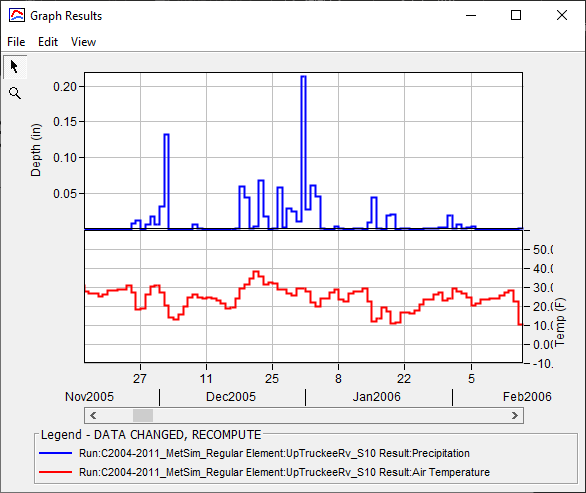 Graph Results
File Edit View
Depth (in)
0.20
0.15
0.10
0.05
Temp (F)
50.0
40.0
30.0
20.0
10.0
0.00
-10.
27 11 25 8 22 5
Nov2005 Dec2005 Jan2006 Feb2006
Legend - DATA CHANGED, RECOMPUTE
Run:C2004-2011_MetSim_Regular Element:UpTruckeeRv_S10 Result:Precipitation
Run:C2004-2011_MetSim_Regular Element:UpTruckeeRv_S10 Result:Air Temperature